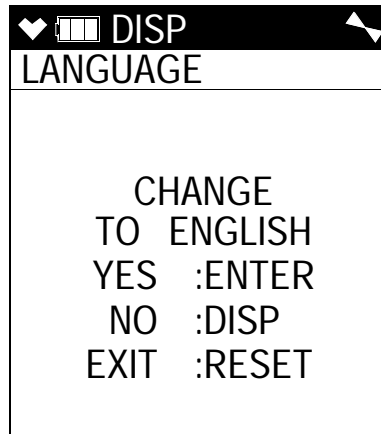 DISP
LANGUAGE
CHANGE
TO ENGLISH
YES :ENTER
NO :DISP
EXIT :RESET